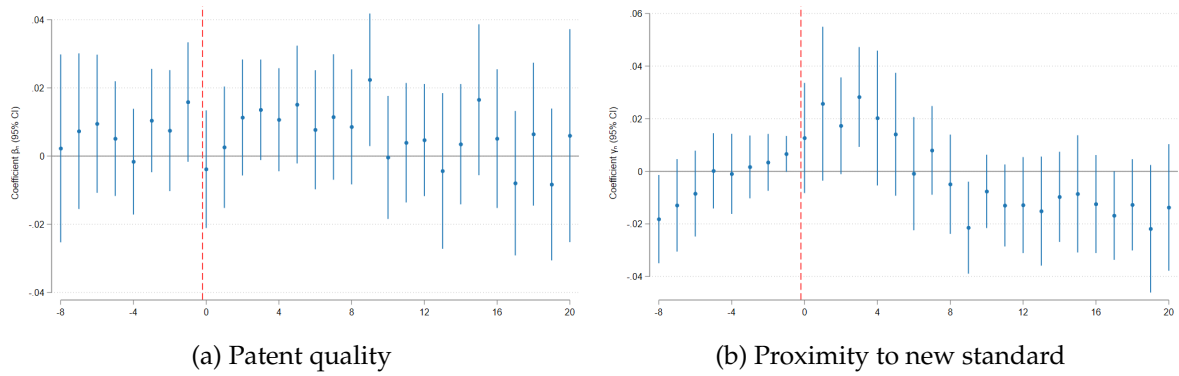 Coefficient βₙ (95% CI)
.04
.02
0
-.02
-.04
-8 -4 0 4 8 12 16 20
(a) Patent quality
Coefficient γₙ (95% CI)
.06
.04
.02
0
-.02
-.04
-8 -4 0 4 8 12 16 20
(b) Proximity to new standard